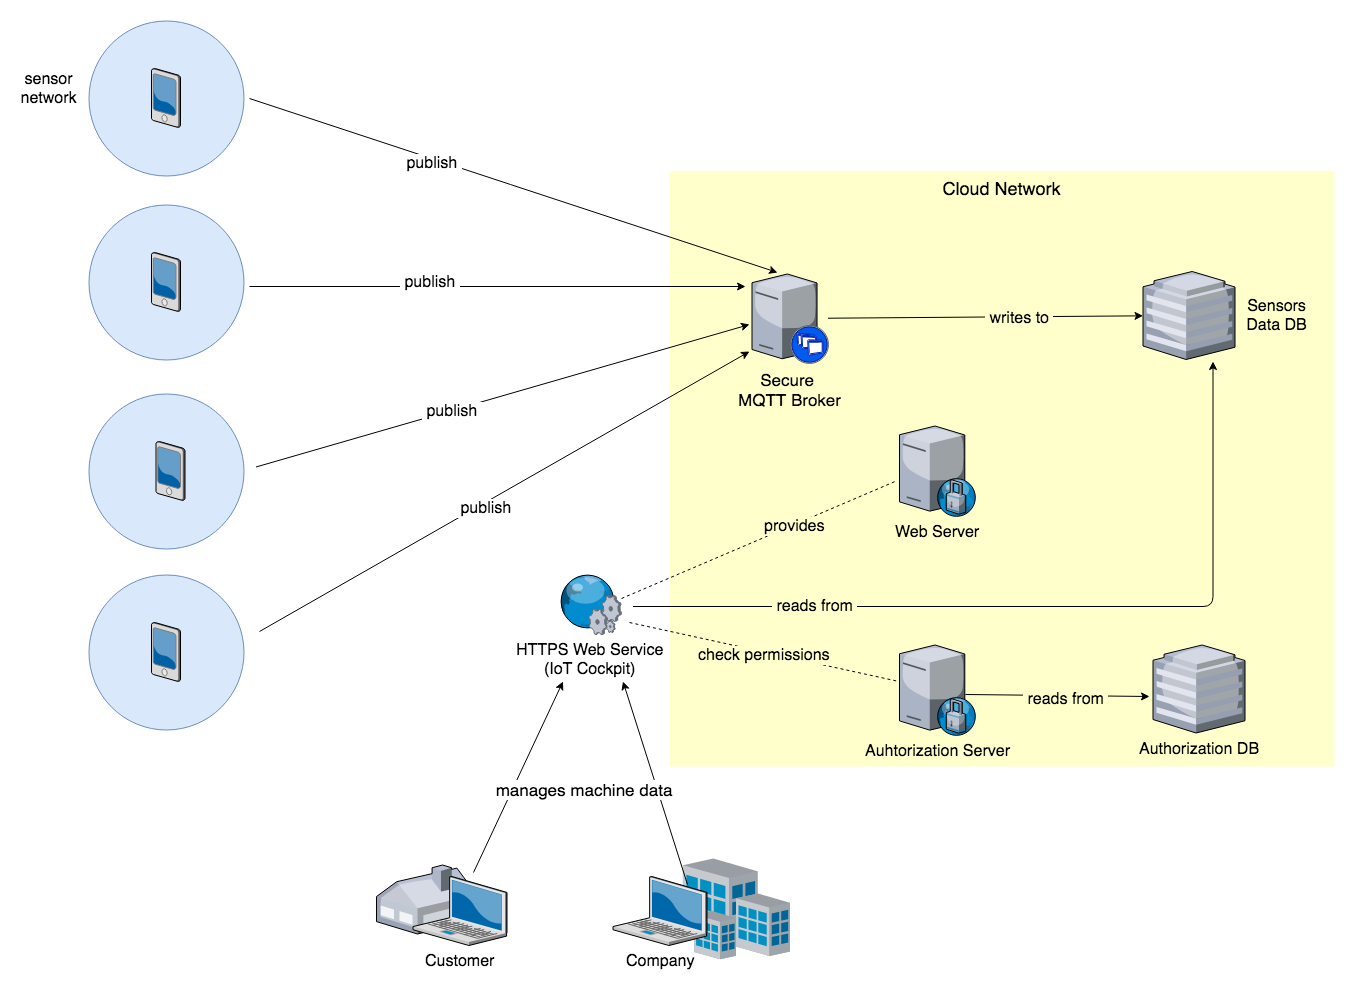 sensor
network
publish
Cloud Network
publish
Secure
MQTT Broker
writes to
Sensors
Data DB
publish
publish
provides
Web Server
HTTPS Web Service
(IoT Cockpit)
reads from
check permissions
Auhtorization Server
reads from
Authorization DB
manages machine data
Customer
Company